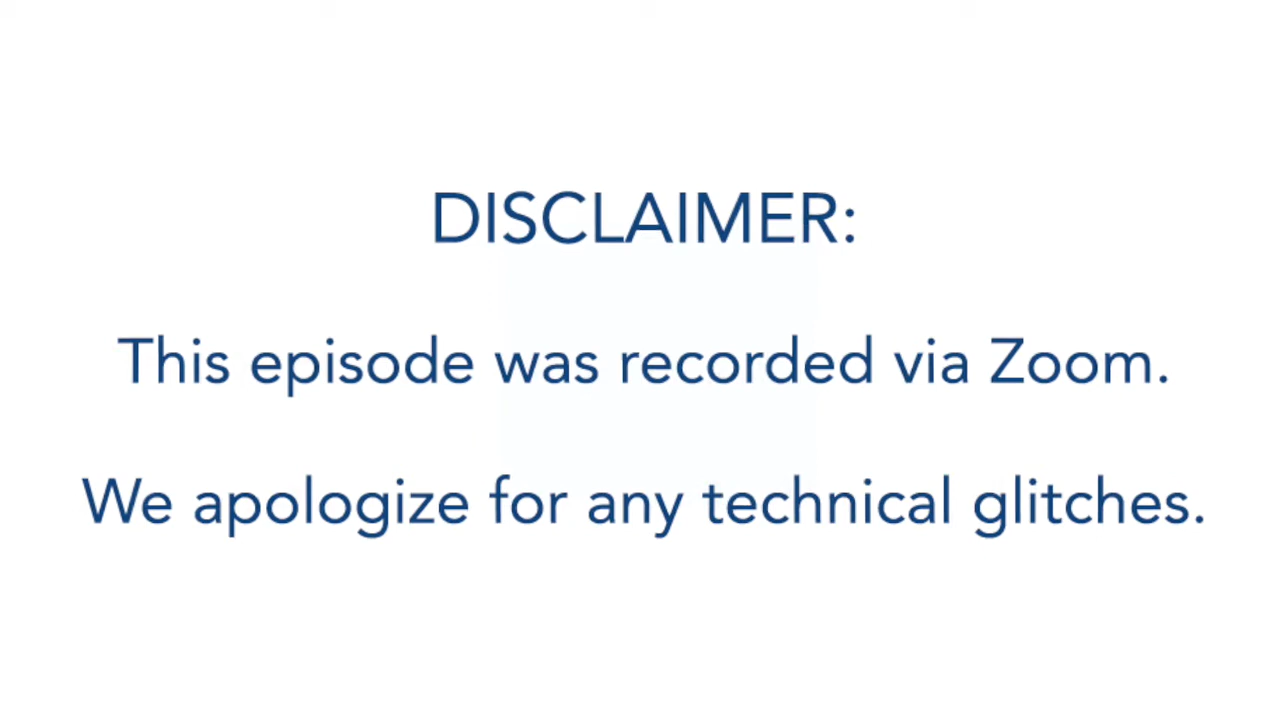 DISCLAIMER:
This episode was recorded via Zoom.
We apologize for any technical glitches.